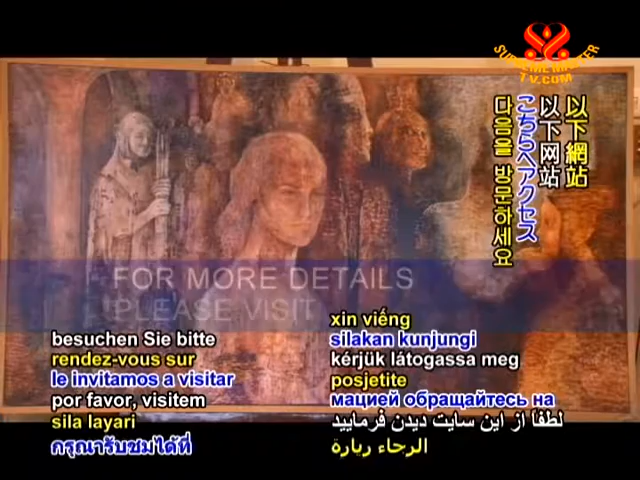 SUPREME MASTER
TV.COM
以下網站
以下网站
こちらへアクセス
다음을 방문하세요
FOR MORE DETAILS
PLEASE VISIT
besuchen Sie bitte
rendez-vous sur
le invitamos a visitar
por favor, visitem
sila layari
กรุณารับชมได้ที่
xin viếng
silakan kunjungi
kérjük látogassa meg
posjetite
мацией обращайтесь на
لطفاً از این سایت دیدن فرمایید
الرجاء زيارة